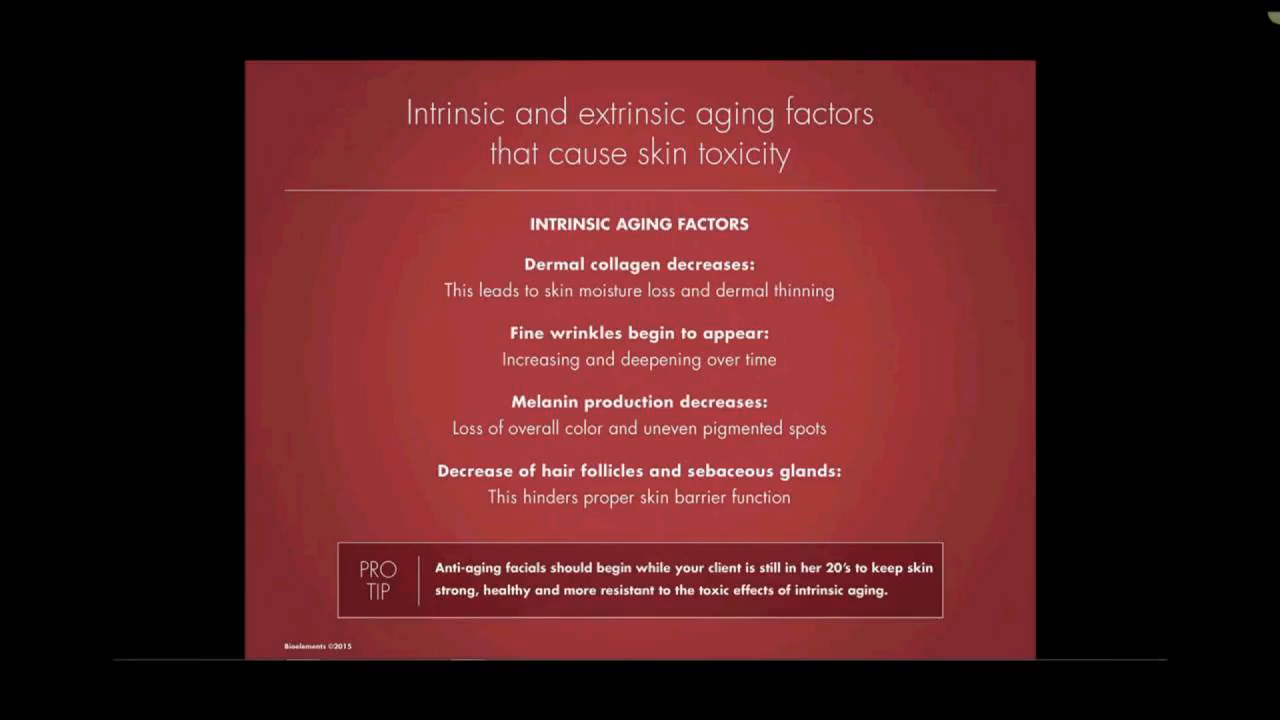 Intrinsic and extrinsic aging factors
that cause skin toxicity
INTRINSIC AGING FACTORS
Dermal collagen decreases:
This leads to skin moisture loss and dermal thinning
Fine wrinkles begin to appear:
Increasing and deepening over time
Melanin production decreases:
Loss of overall color and uneven pigmented spots
Decrease of hair follicles and sebaceous glands:
This hinders proper skin barrier function
PRO
TIP
Anti-aging facials should begin while your client is still in her 20's to keep skin
strong, healthy and more resistant to the toxic effects of intrinsic aging.
Bioelements ©2015